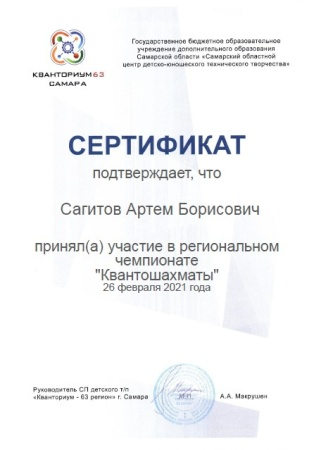 КВАНТОРИУМ63
САМАРА
Государственное бюджетное образовательное
учреждение дополнительного образования
Самарской области «Самарский областной
центр детско-юношеского технического творчества»
СЕРТИФИКАТ
подтверждает, что
Сагитов Артем Борисович
принял(а) участие в региональном
чемпионате
"Квантошахматы"
26 февраля 2021 года
Руководитель СП детского т/п
«Кванториум - 63 регион» г. Самара
М.П.
А.А. Макрушен